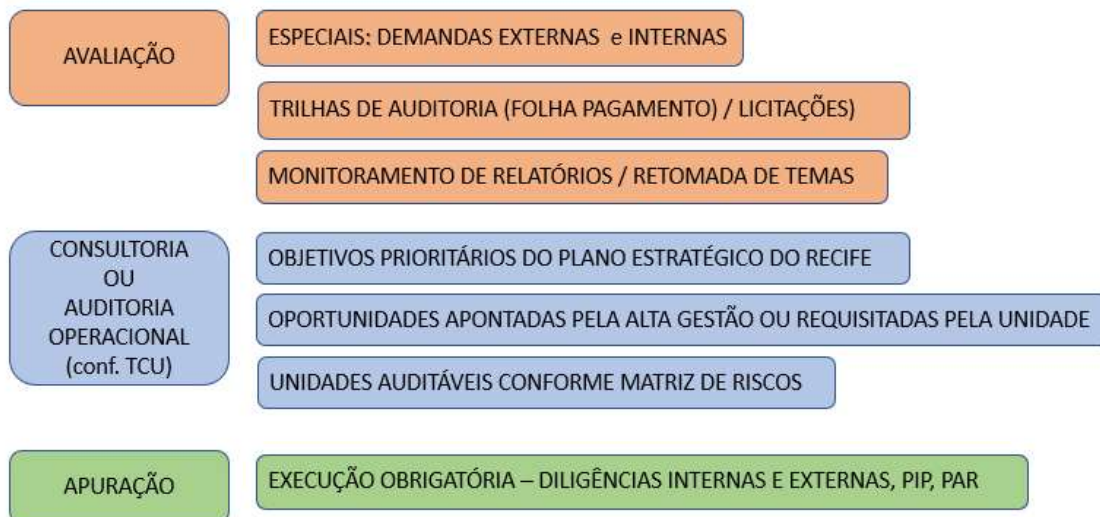 AVALIAÇÃO
ESPECIAIS: DEMANDAS EXTERNAS e INTERNAS
TRILHAS DE AUDITORIA (FOLHA PAGAMENTO) / LICITAÇÕES)
MONITORAMENTO DE RELATÓRIOS / RETOMADA DE TEMAS
CONSULTORIA
OU
AUDITORIA
OPERACIONAL
(conf. TCU)
OBJETIVOS PRIORITÁRIOS DO PLANO ESTRATÉGICO DO RECIFE
OPORTUNIDADES APONTADAS PELA ALTA GESTÃO OU REQUISITADAS PELA UNIDADE
UNIDADES AUDITÁVEIS CONFORME MATRIZ DE RISCOS
APURAÇÃO
EXECUÇÃO OBRIGATÓRIA – DILIGÊNCIAS INTERNAS E EXTERNAS, PIP, PAR